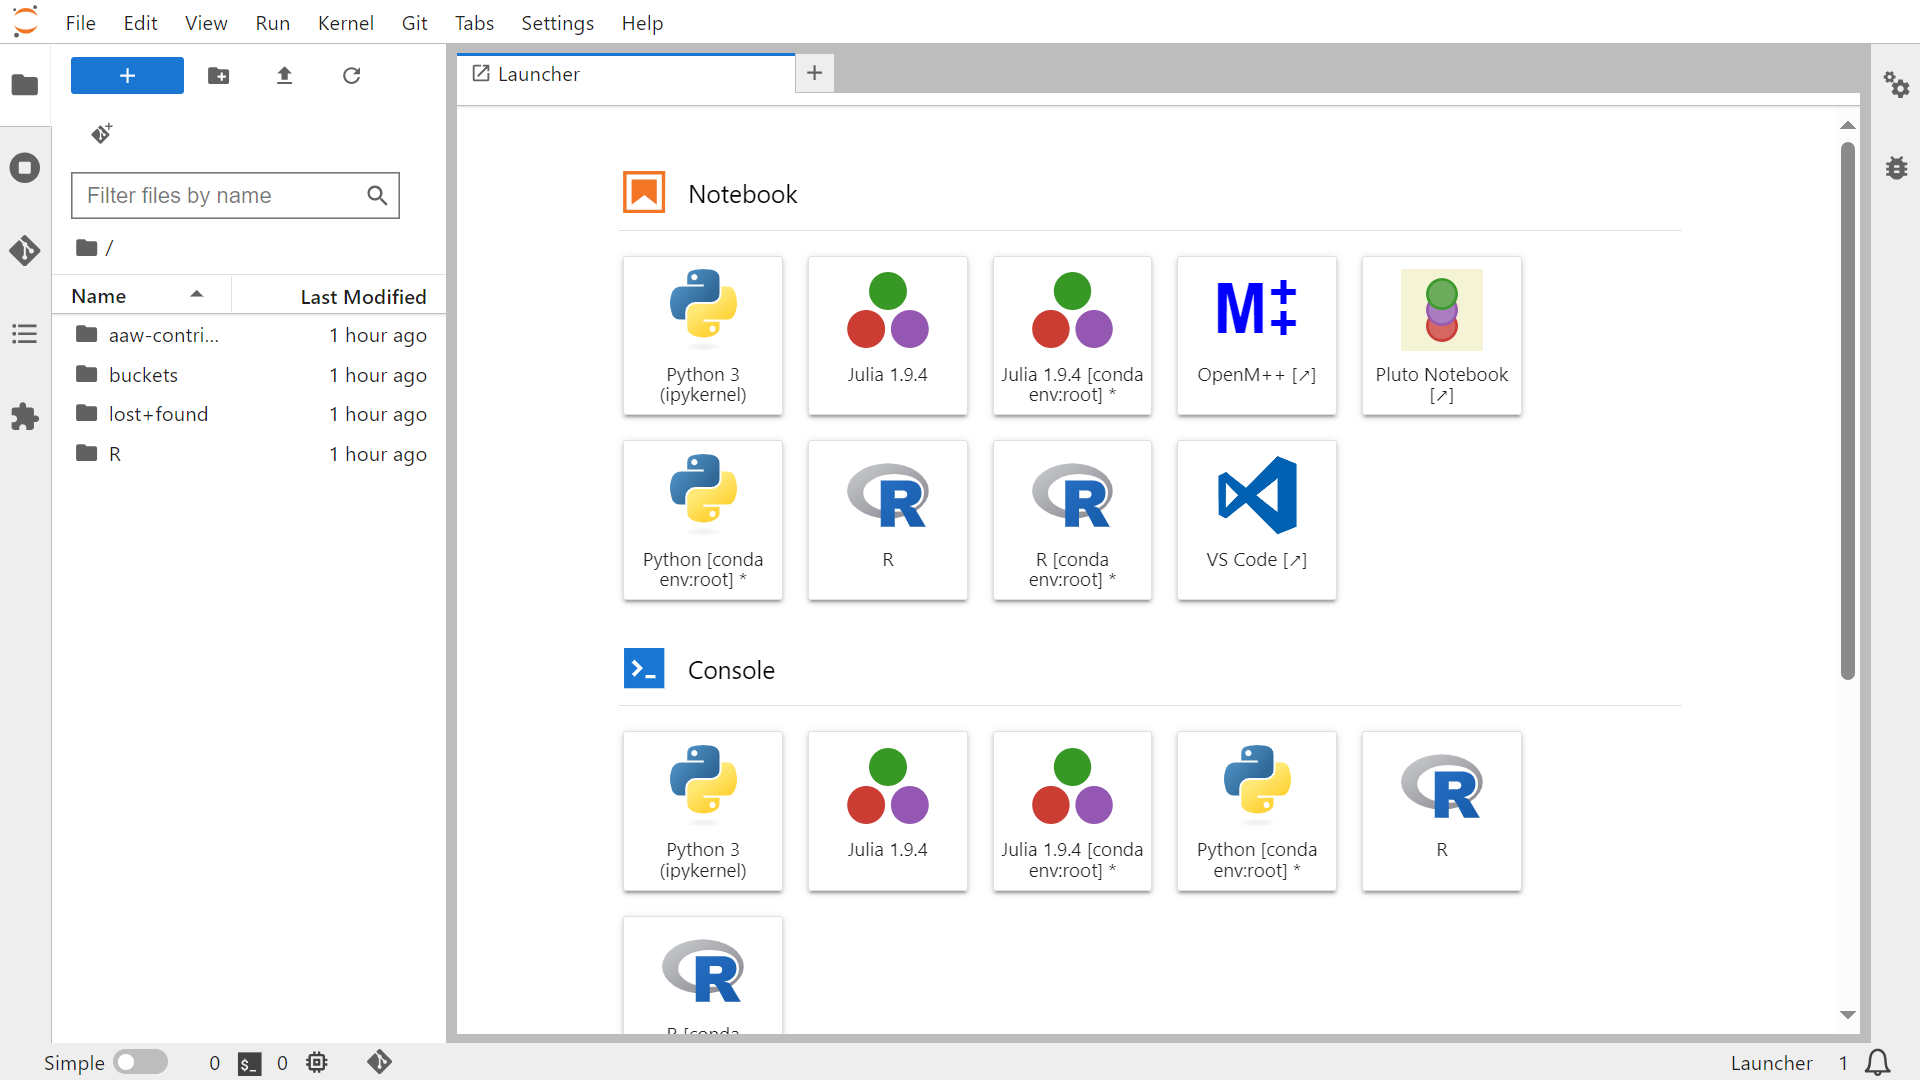 File Edit View Run Kernel Git Tabs Settings Help
Launcher
Filter files by name
/
Name Last Modified
aaw-contri... 1 hour ago
buckets 1 hour ago
lost+found 1 hour ago
R 1 hour ago
Notebook
Python 3
(ipykernel)
Julia 1.9.4
Julia 1.9.4 [conda
env:root] *
OpenM++ [↗]
Pluto Notebook
[↗]
Python [conda
env:root] *
R
R [conda
env:root] *
VS Code [↗]
Console
Python 3
(ipykernel)
Julia 1.9.4
Julia 1.9.4 [conda
env:root] *
Python [conda
env:root] *
R
R [conda
Simple 0 $_ 0 Launcher 1